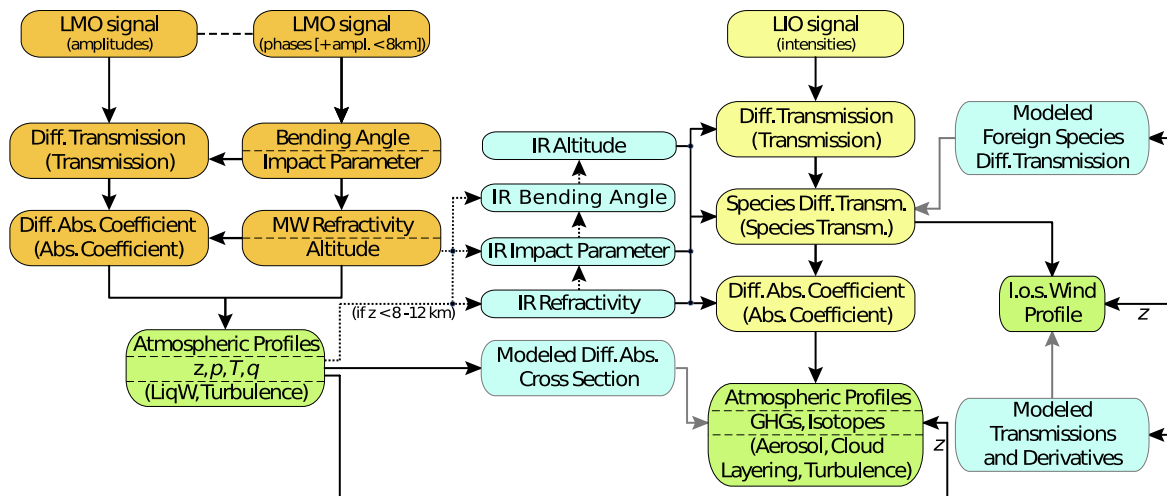 LMO signal
(amplitudes)
LMO signal
(phases [+ ampl. < 8km])
LIO signal
(intensities)
Diff. Transmission
(Transmission)
Bending Angle
Impact Parameter
IR Altitude
Diff. Transmission
(Transmission)
Modeled
Foreign Species
Diff. Transmission
IR Bending Angle
Diff. Abs. Coefficient
(Abs. Coefficient)
MW Refractivity
Altitude
IR Impact Parameter
Species Diff. Transm.
(Species Transm.)
IR Refractivity
(if z < 8 - 12 km)
Diff. Abs. Coefficient
(Abs. Coefficient)
l.o.s. Wind
Profile
z
Atmospheric Profiles
z, p, T, q
(LiqW, Turbulence)
Modeled Diff. Abs.
Cross Section
Atmospheric Profiles
GHGs, Isotopes
(Aerosol, Cloud
Layering, Turbulence)
z
Modeled
Transmissions
and Derivatives